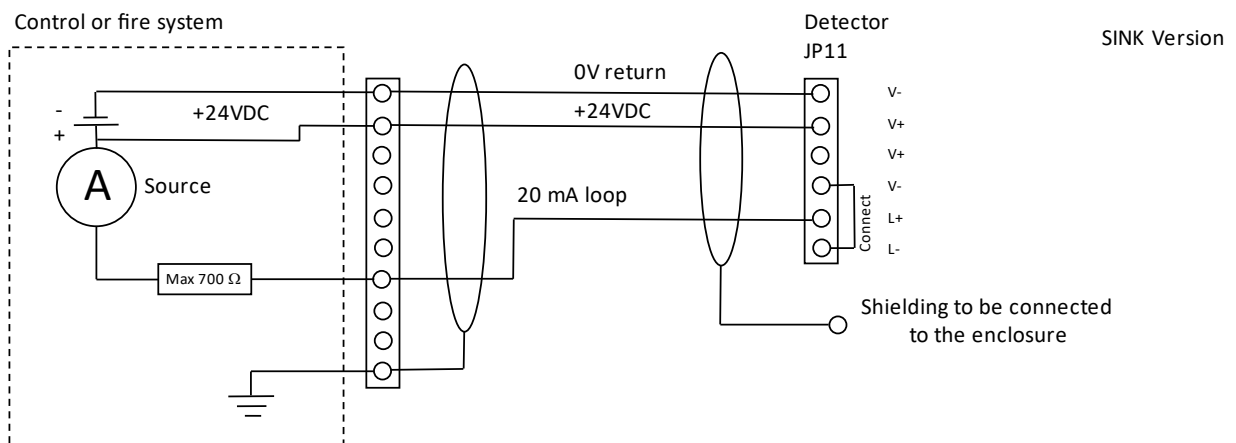 Control or fire system
Detector
JP11
SINK Version
0V return
V-
-
+24VDC
+24VDC
V+
+
V+
A
Source
V-
20 mA loop
Connect
L+
L-
Max 700 Ω
Shielding to be connected
to the enclosure